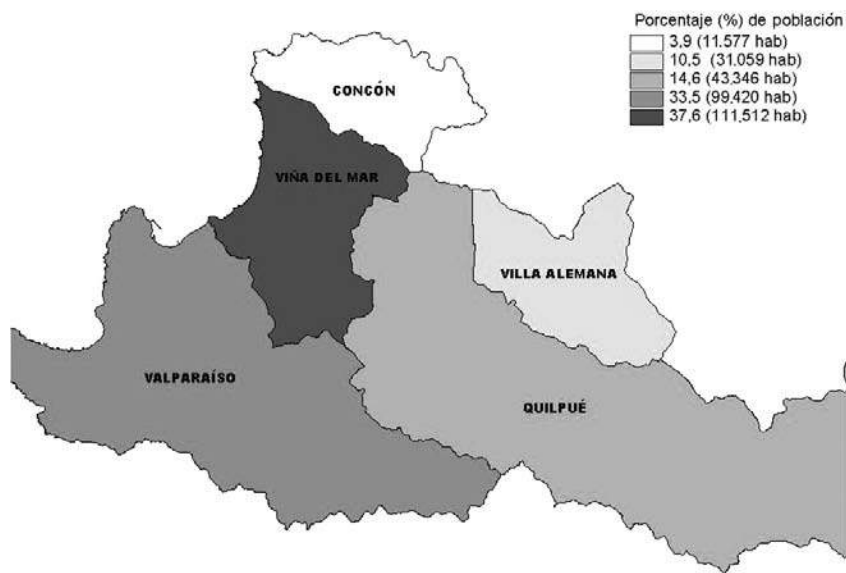 Porcentaje (%) de población
3,9 (11.577 hab)
10,5 (31.059 hab)
14,6 (43.346 hab)
33,5 (99.420 hab)
37,6 (111.512 hab)
CONCÓN
VIÑA DEL MAR
VILLA ALEMANA
VALPARAÍSO
QUILPUÉ